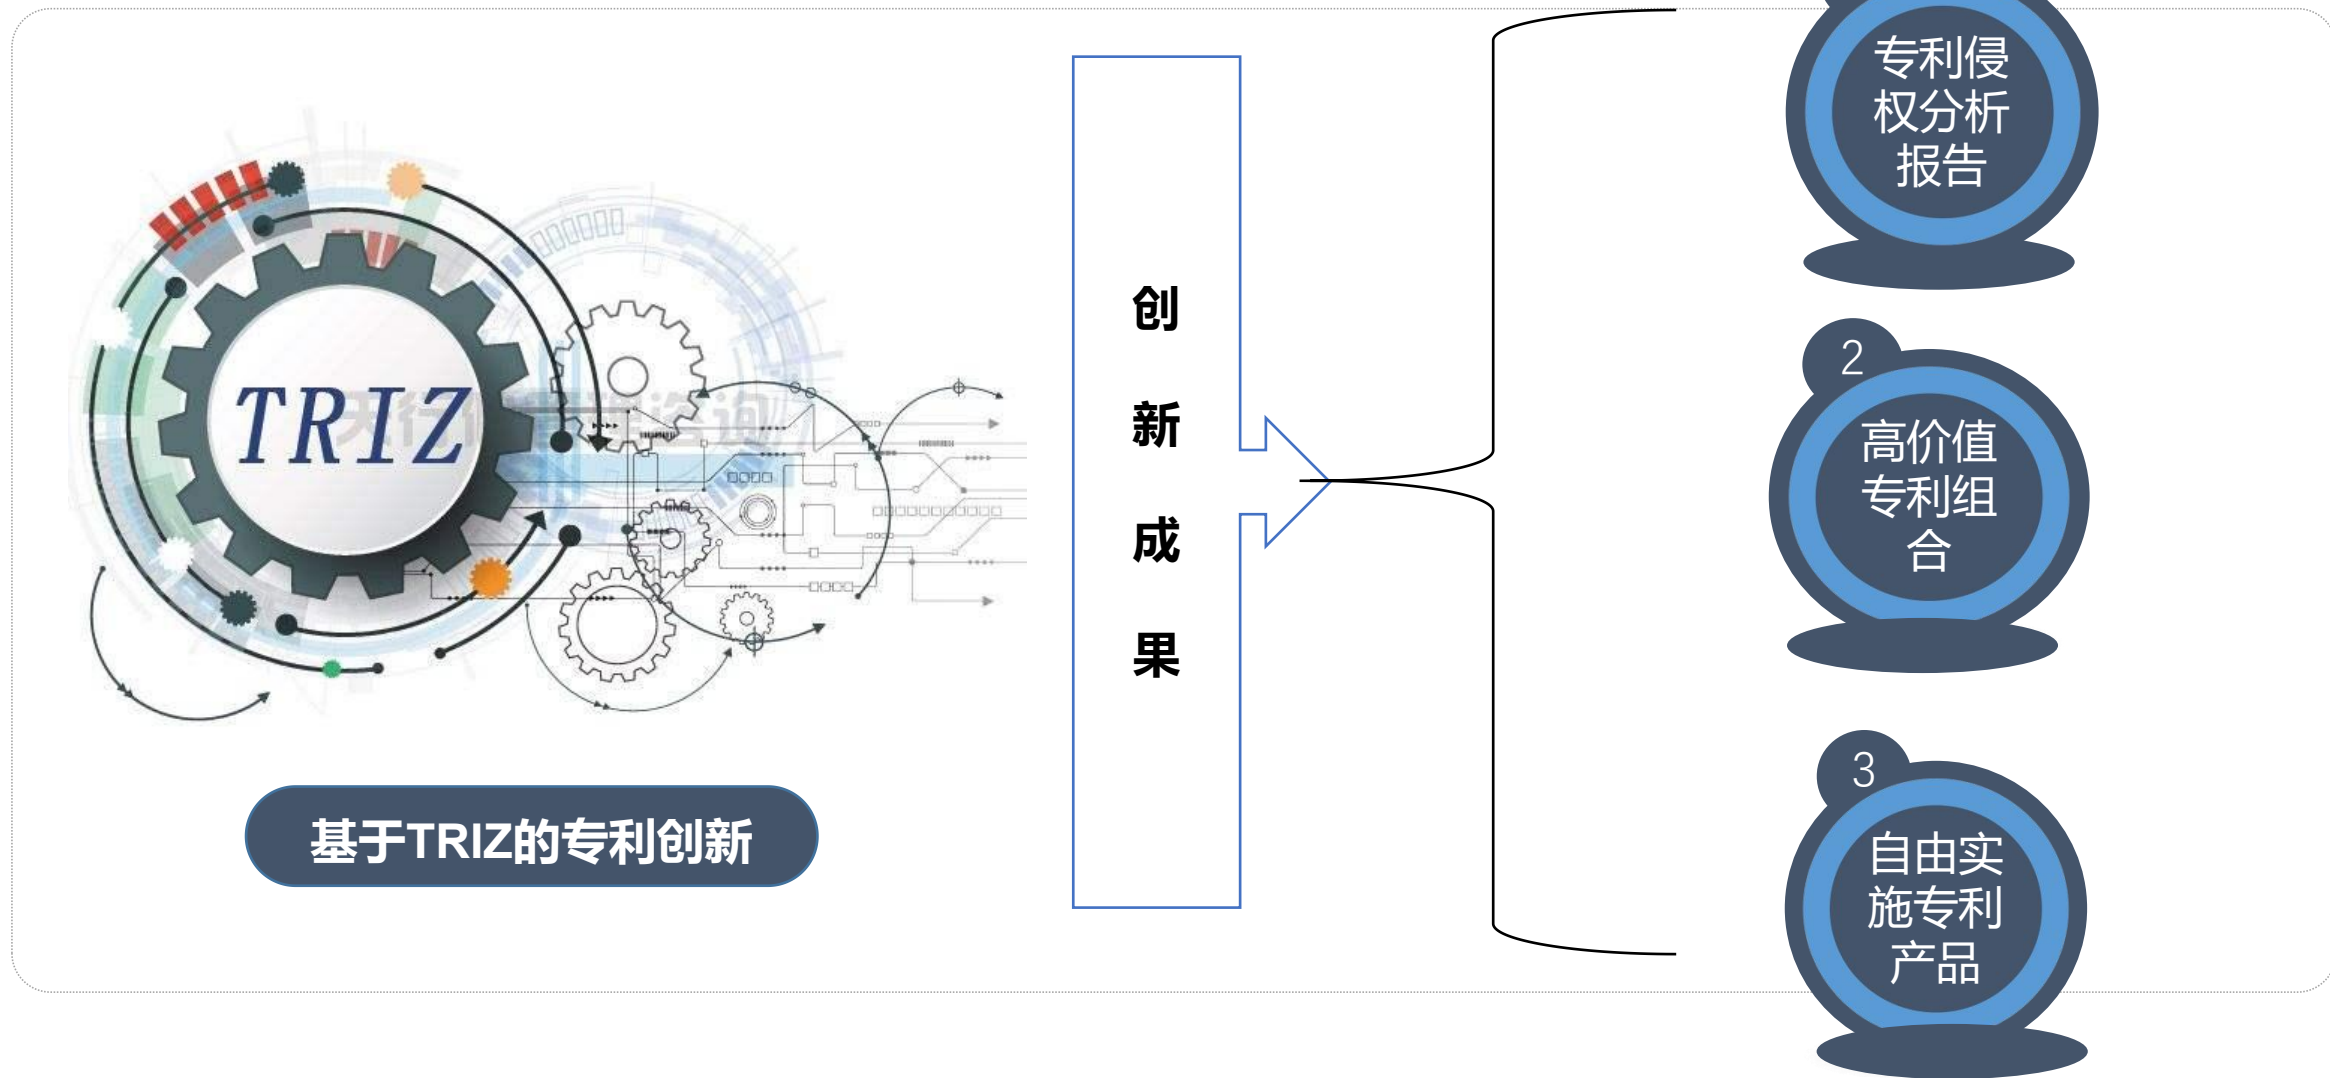 TRIZ
基于TRIZ的专利创新
创
新
成
果
专利侵
权分析
报告
2
高价值
专利组
合
3
自由实
施专利
产品